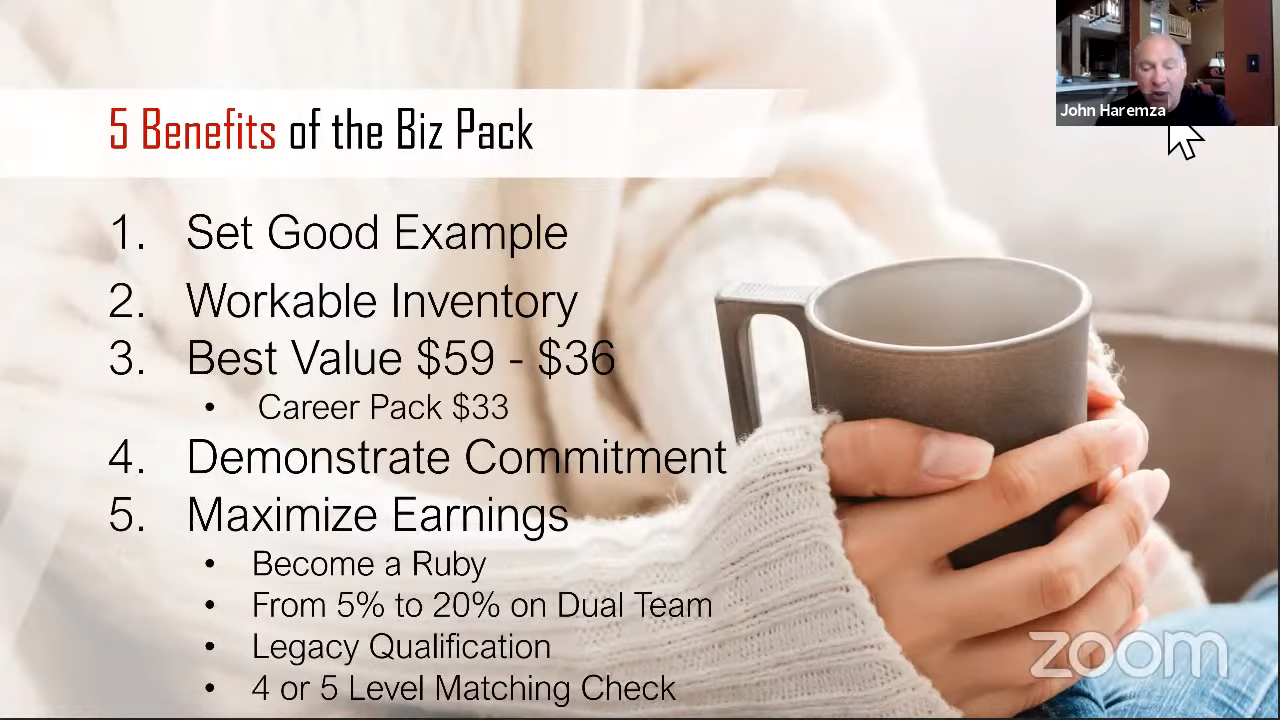 John Haremza
5 Benefits of the Biz Pack
1. Set Good Example
2. Workable Inventory
3. Best Value $59 - $36
• Career Pack $33
4. Demonstrate Commitment
5. Maximize Earnings
• Become a Ruby
• From 5% to 20% on Dual Team
• Legacy Qualification
• 4 or 5 Level Matching Check
zoom